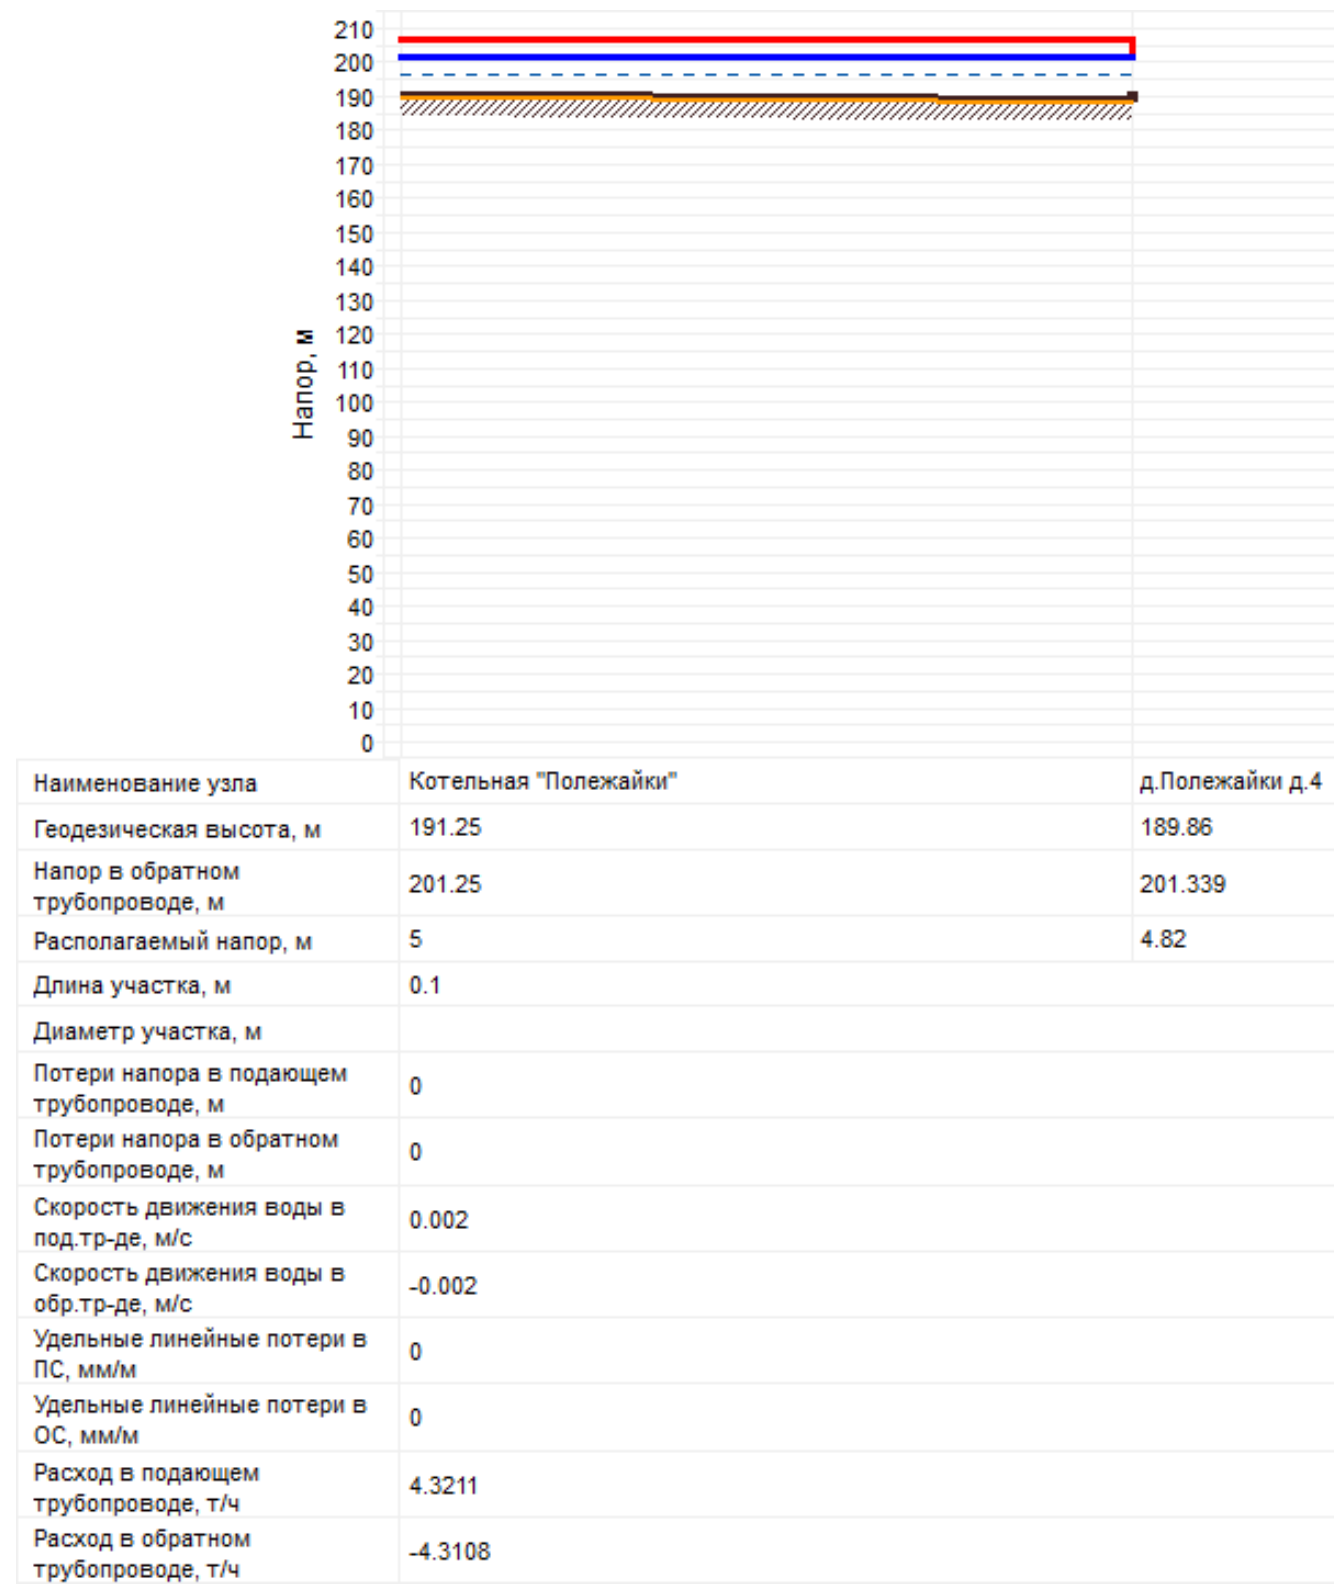 210
200
190
180
170
160
150
140
130
120
110
100
90
80
70
60
50
40
30
20
10
0
Напор, м
Наименование узла Котельная "Полежайки" д.Полежайки д.4
Геодезическая высота, м 191.25 189.86
Напор в обратном
трубопроводе, м 201.25 201.339
Располагаемый напор, м 5 4.82
Длина участка, м 0.1
Диаметр участка, м
Потери напора в подающем
трубопроводе, м 0
Потери напора в обратном
трубопроводе, м 0
Скорость движения воды в
под.тр-де, м/с 0.002
Скорость движения воды в
обр.тр-де, м/с -0.002
Удельные линейные потери в
ПС, мм/м 0
Удельные линейные потери в
ОС, мм/м 0
Расход в подающем
трубопроводе, т/ч 4.3211
Расход в обратном
трубопроводе, т/ч -4.3108